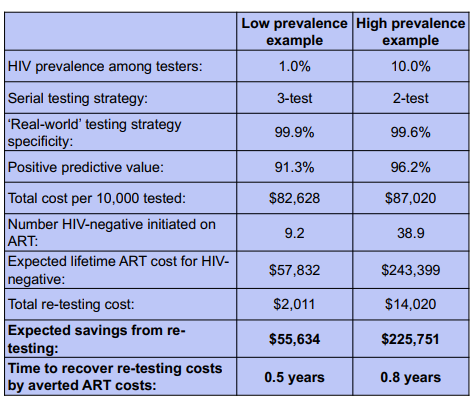 Low prevalence High prevalence
example example
HIV prevalence among testers: 1.0% 10.0%
Serial testing strategy: 3-test 2-test
‘Real-world’ testing strategy
specificity: 99.9% 99.6%
Positive predictive value: 91.3% 96.2%
Total cost per 10,000 tested: $82,628 $87,020
Number HIV-negative initiated on
ART: 9.2 38.9
Expected lifetime ART cost for HIV-
negative: $57,832 $243,399
Total re-testing cost: $2,011 $14,020
Expected savings from re-
testing: $55,634 $225,751
Time to recover re-testing costs
by averted ART costs: 0.5 years 0.8 years